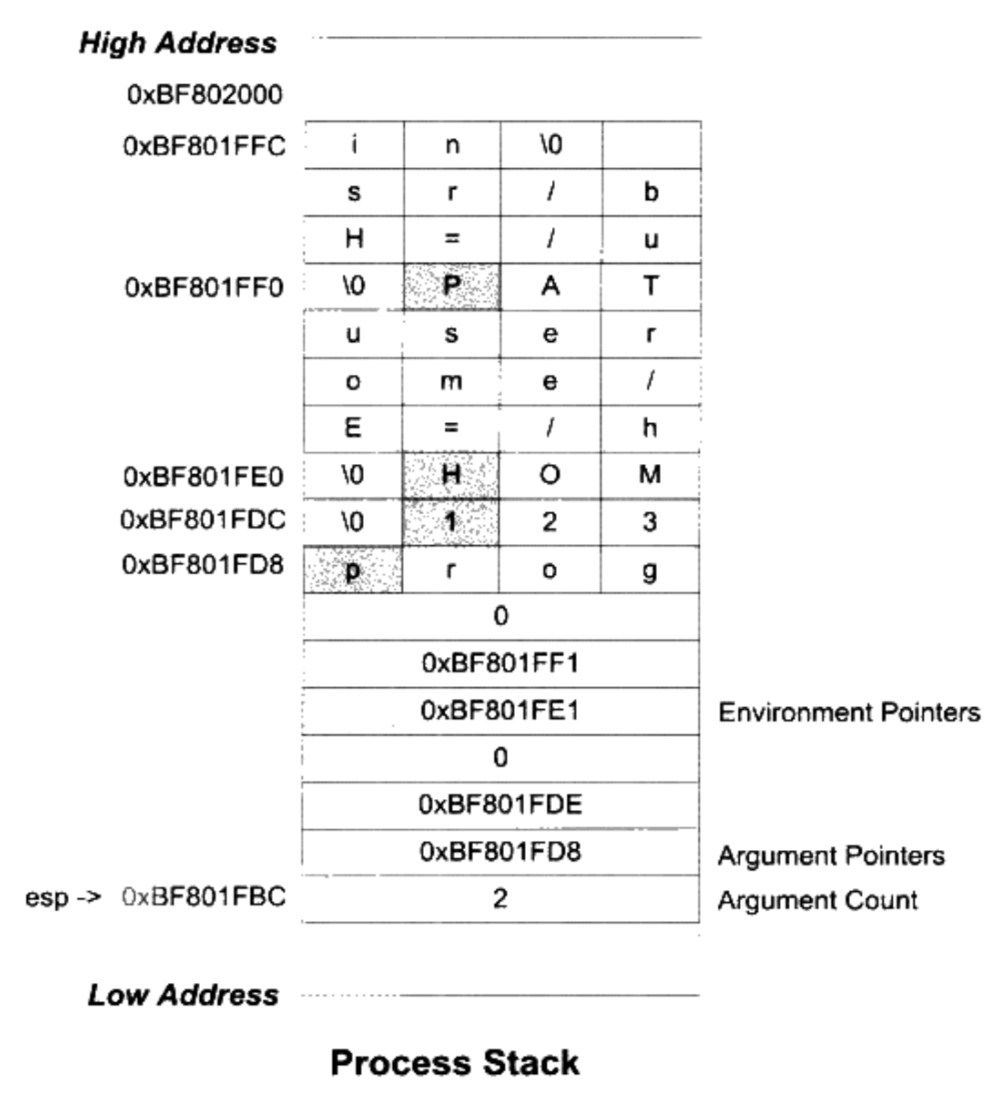 High Address
0xBF802000
0xBF801FFC i n \0
s r / b
H = / u
0xBF801FF0 \0 P A T
u s e r
o m e /
E = / h
0xBF801FE0 \0 H O M
0xBF801FDC \0 1 2 3
0xBF801FD8 p r o g
0
0xBF801FF1
0xBF801FE1 Environment Pointers
0
0xBF801FDE
0xBF801FD8 Argument Pointers
esp -> 0xBF801FBC 2 Argument Count
Low Address
Process Stack